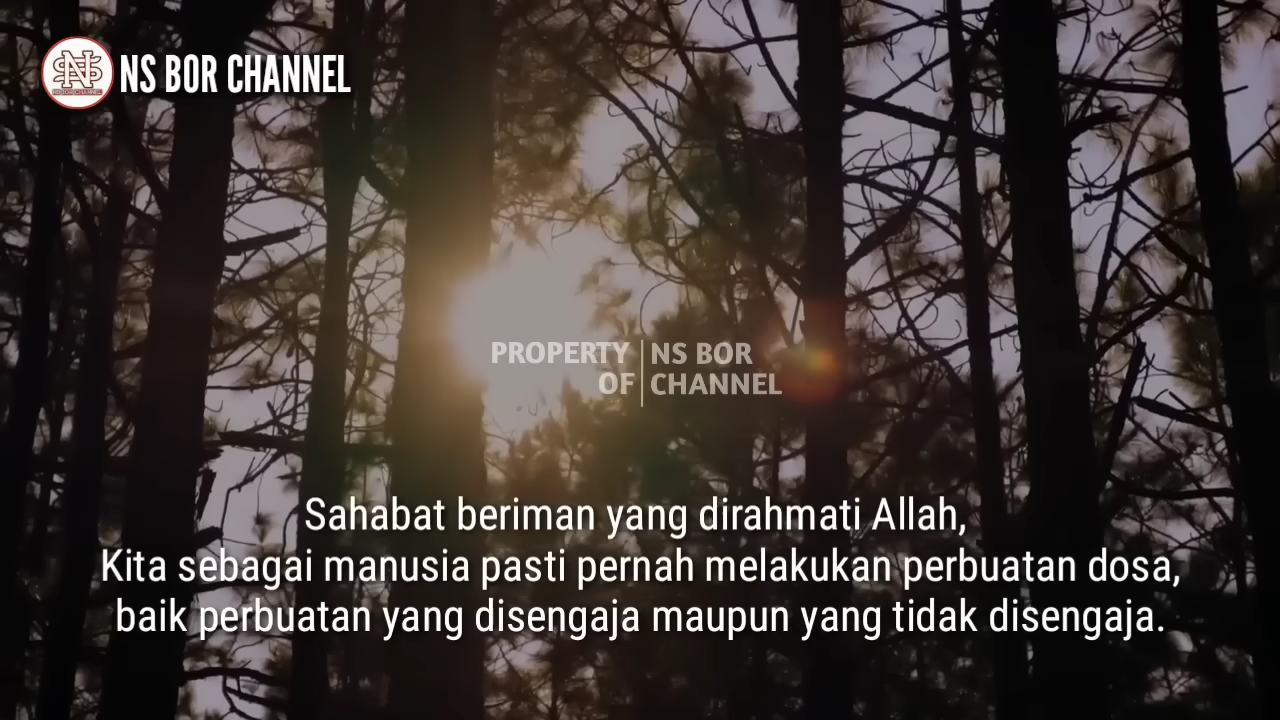 NS BOR CHANNEL
PROPERTY OF
NS BOR CHANNEL
Sahabat beriman yang dirahmati Allah,
Kita sebagai manusia pasti pernah melakukan perbuatan dosa,
baik perbuatan yang disengaja maupun yang tidak disengaja.